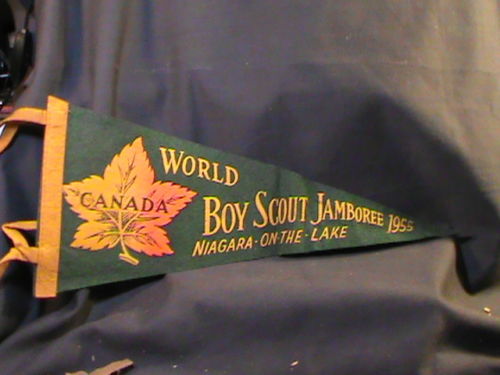 CANADA
WORLD
BOY SCOUT JAMBOREE 1955
NIAGARA·ON·THE·LAKE